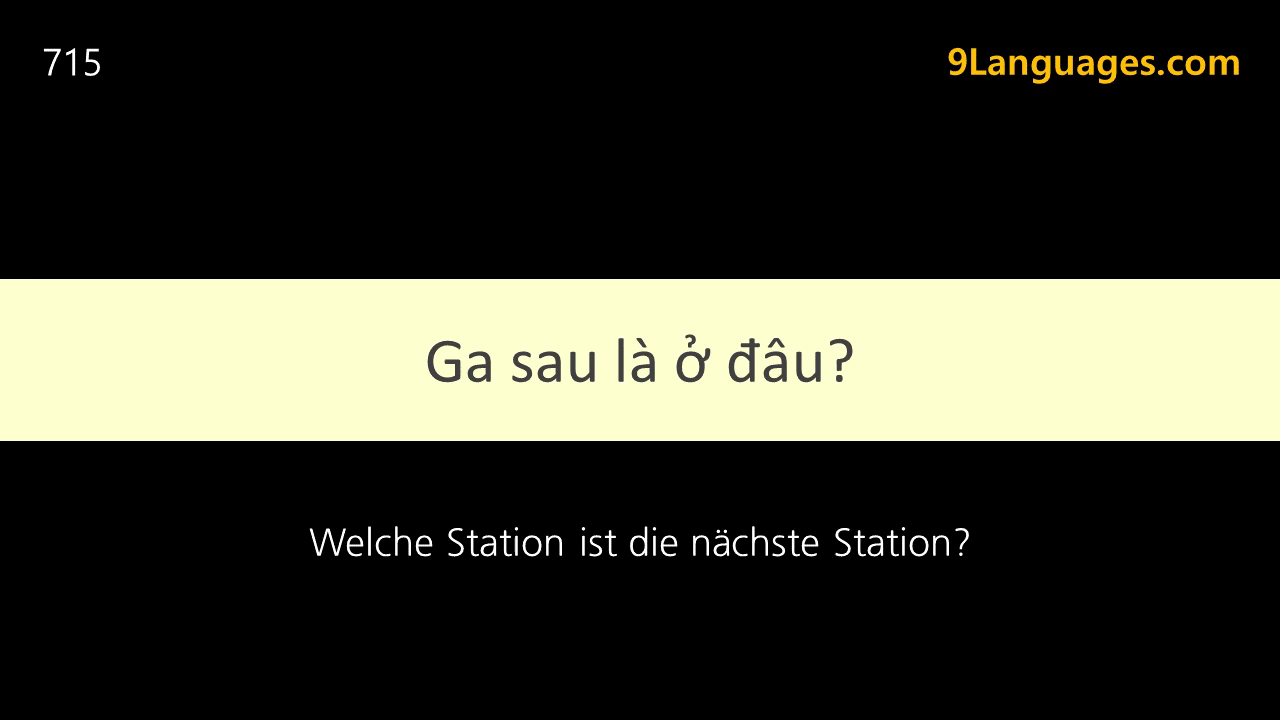 715
9Languages.com
Ga sau là ở đâu?
Welche Station ist die nächste Station?